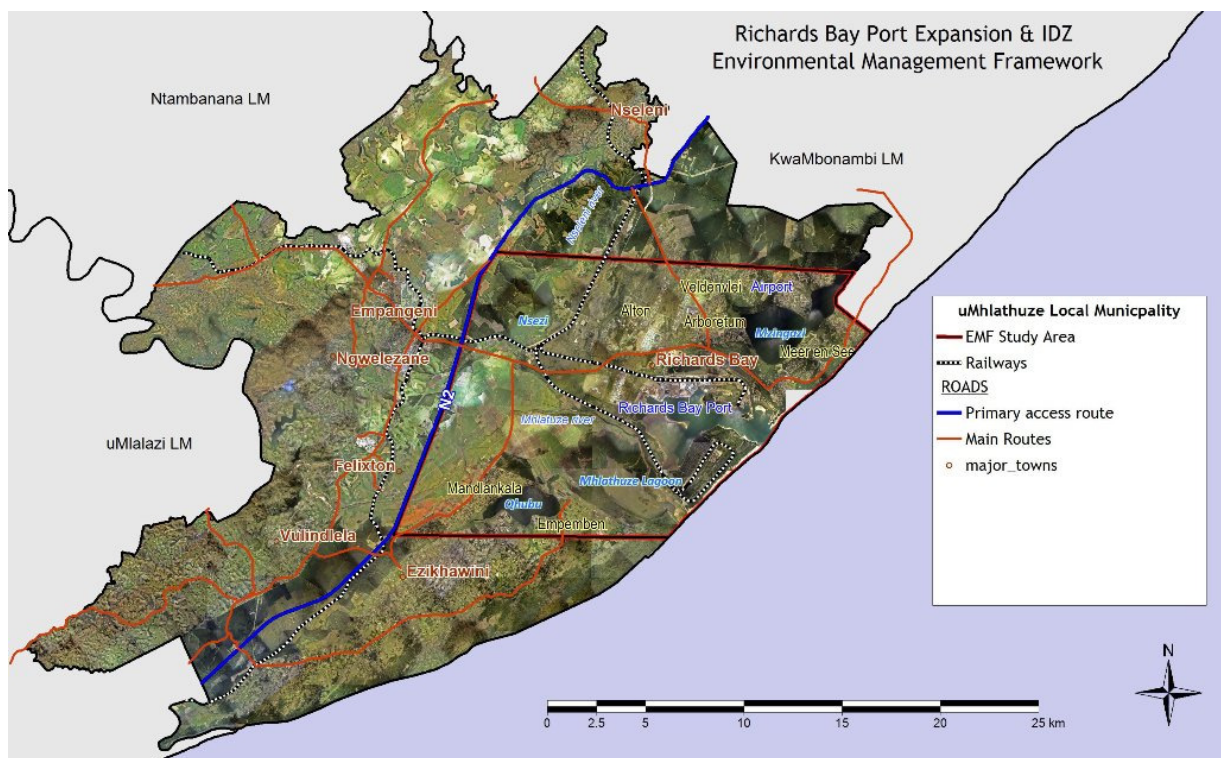 Richards Bay Port Expansion & IDZ
Environmental Management Framework
Ntambanana LM
Nseleni
KwaMbonambi LM
Nseleni river
Veldenvlei
Airport
Alton
Empangeni
Nsezi
Arboretum
Mzingazi
Meer en See
Ngwelezane
Richards Bay
N2
Richards Bay Port
Mhlatuze river
uMlalazi LM
Felixton
Mandlankala
Mhlathuze Lagoon
Qhubu
Empemben
Vulindlela
Ezikhawini
uMhlathuze Local Municpality
EMF Study Area
Railways
ROADS
Primary access route
Main Routes
major_towns
N
0 2.5 5 10 15 20 25 km